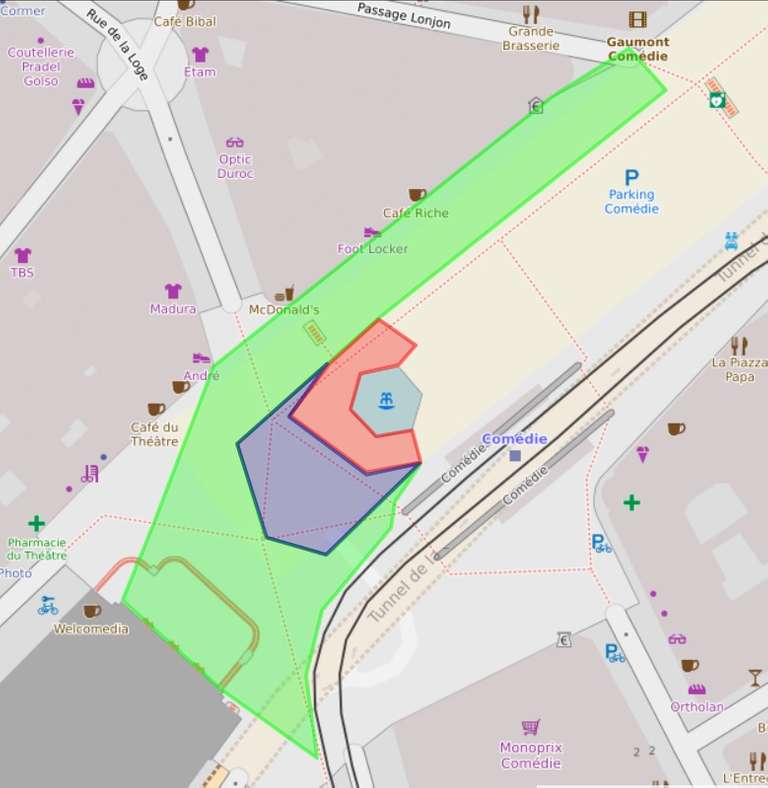 Cormer
Rue de la Loge
Café Bibal
Passage Lonjon
Grande
Brasserie
Gaumont
Comédie
Coutellerie
Pradel
Golso
Etam
Optic
Duroc
P
Parking
Comédie
Café Riche
Foot Locker
TBS
Madura
McDonald's
Tunnel d
André
Café du
Théâtre
La Piazza
Papa
Comédie
Comédie
Comédie
Pharmacie
du Théâtre
Photo
Welcomedia
Tunnel de l
Ortholan
Monoprix
Comédie
2 2
B
L'Entre